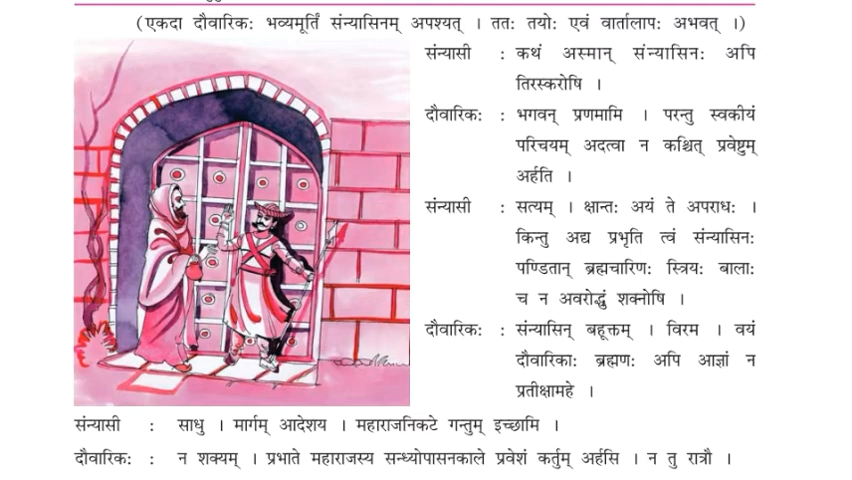 (एकदा दौवारिकः भव्यमूर्तिं संन्यासिनम् अपश्यत् । ततः तयोः एवं वार्तालापः अभवत् ।)
संन्यासी : कथं अस्मान् संन्यासिनः अपि
तिरस्करोषि ।
दौवारिकः : भगवन् प्रणमामि । परन्तु स्वकीयं
परिचयम् अदत्वा न कश्चित् प्रवेष्टुम्
अर्हति ।
संन्यासी : सत्यम् । क्षान्तः अयं ते अपराधः ।
किन्तु अद्य प्रभृति त्वं संन्यासिनः
पण्डितान् ब्रह्मचारिणः स्त्रियः बालाः
च न अवरोद्धुं शक्नोषि ।
दौवारिकः : संन्यासिन् बहूक्तम् । विरम । वयं
दौवारिकाः ब्रह्मणः अपि आज्ञां न
प्रतीक्षामहे ।
संन्यासी : साधु । मार्गम् आदेशय । महाराजनिकटे गन्तुम् इच्छामि ।
दौवारिकः : न शक्यम् । प्रभाते महाराजस्य सन्ध्योपासनकाले प्रवेशं कर्तुम् अर्हसि । न तु रात्रौ ।